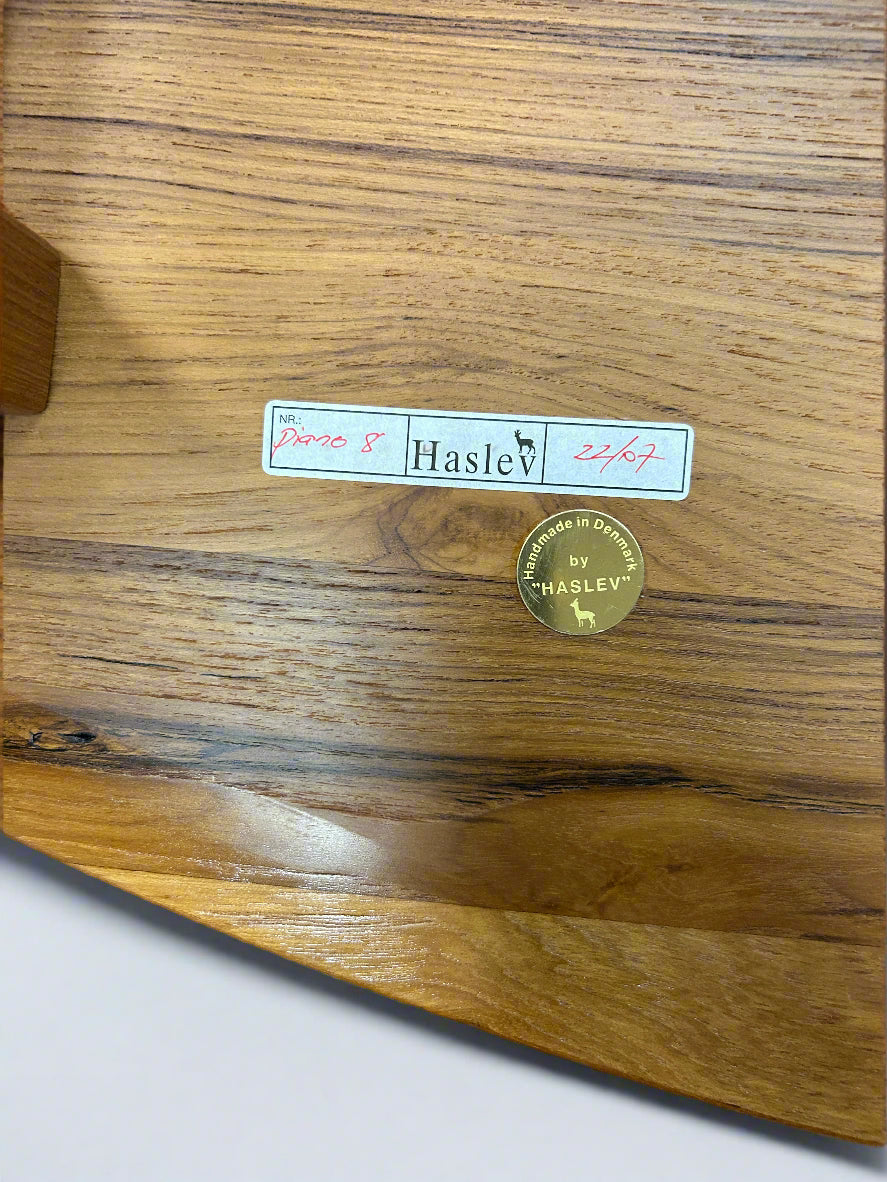 NR.:
Piano 8
Haslev
22/07
Handmade in Denmark
by
"HASLEV"